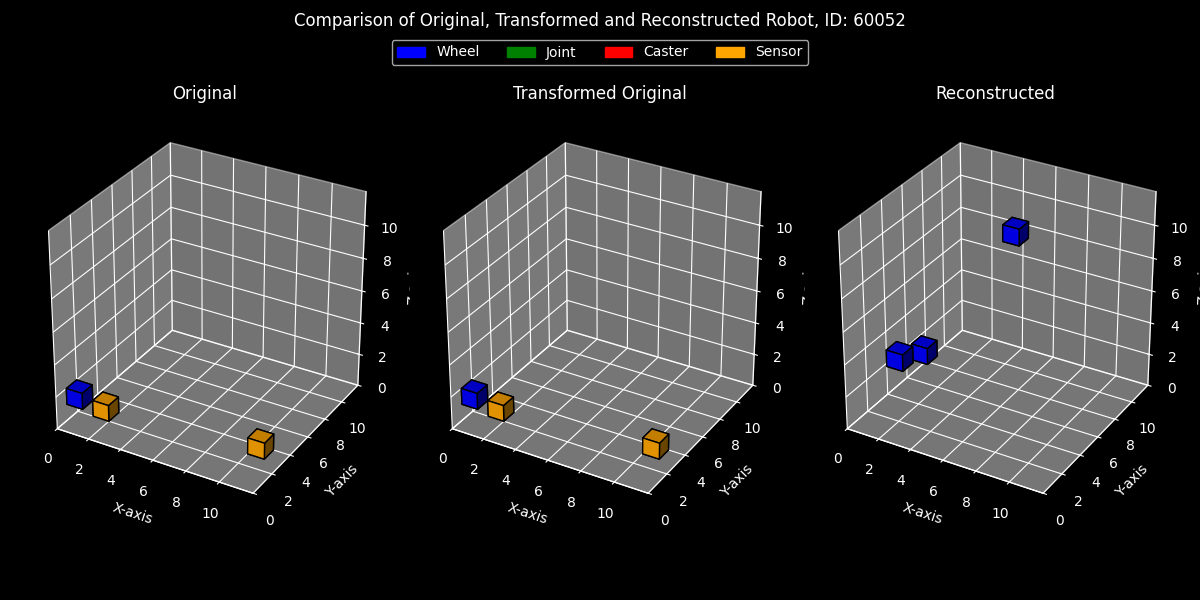 Comparison of Original, Transformed and Reconstructed Robot, ID: 60052
Wheel Joint Caster Sensor
Original Transformed Original Reconstructed
10 10 10
8 8 8
6 6 6
4 4 4
2 2 2
0 0 0
0 2 4 6 8 10 0 2 4 6 8 10 0 2 4 6 8 10
0 2 4 6 8 10 0 2 4 6 8 10 0 2 4 6 8 10
X-axis Y-axis X-axis Y-axis X-axis Y-axis